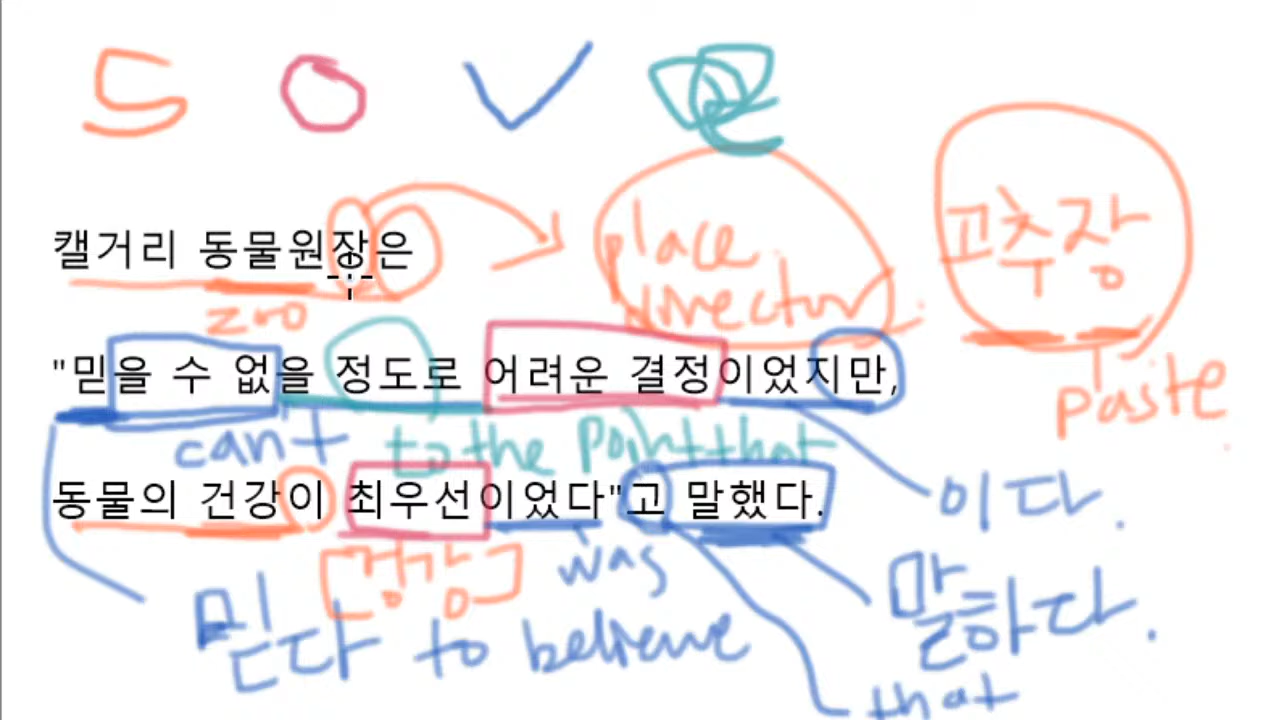 S O V
고추장
place
director
캘거리 동물원장은
zoo
"믿을 수 없을 정도로 어려운 결정이었지만,
paste
can't to the point that
동물의 건강이 최우선이었다"고 말했다.
이다.
[건강] was
말하다.
믿다 to believe
that